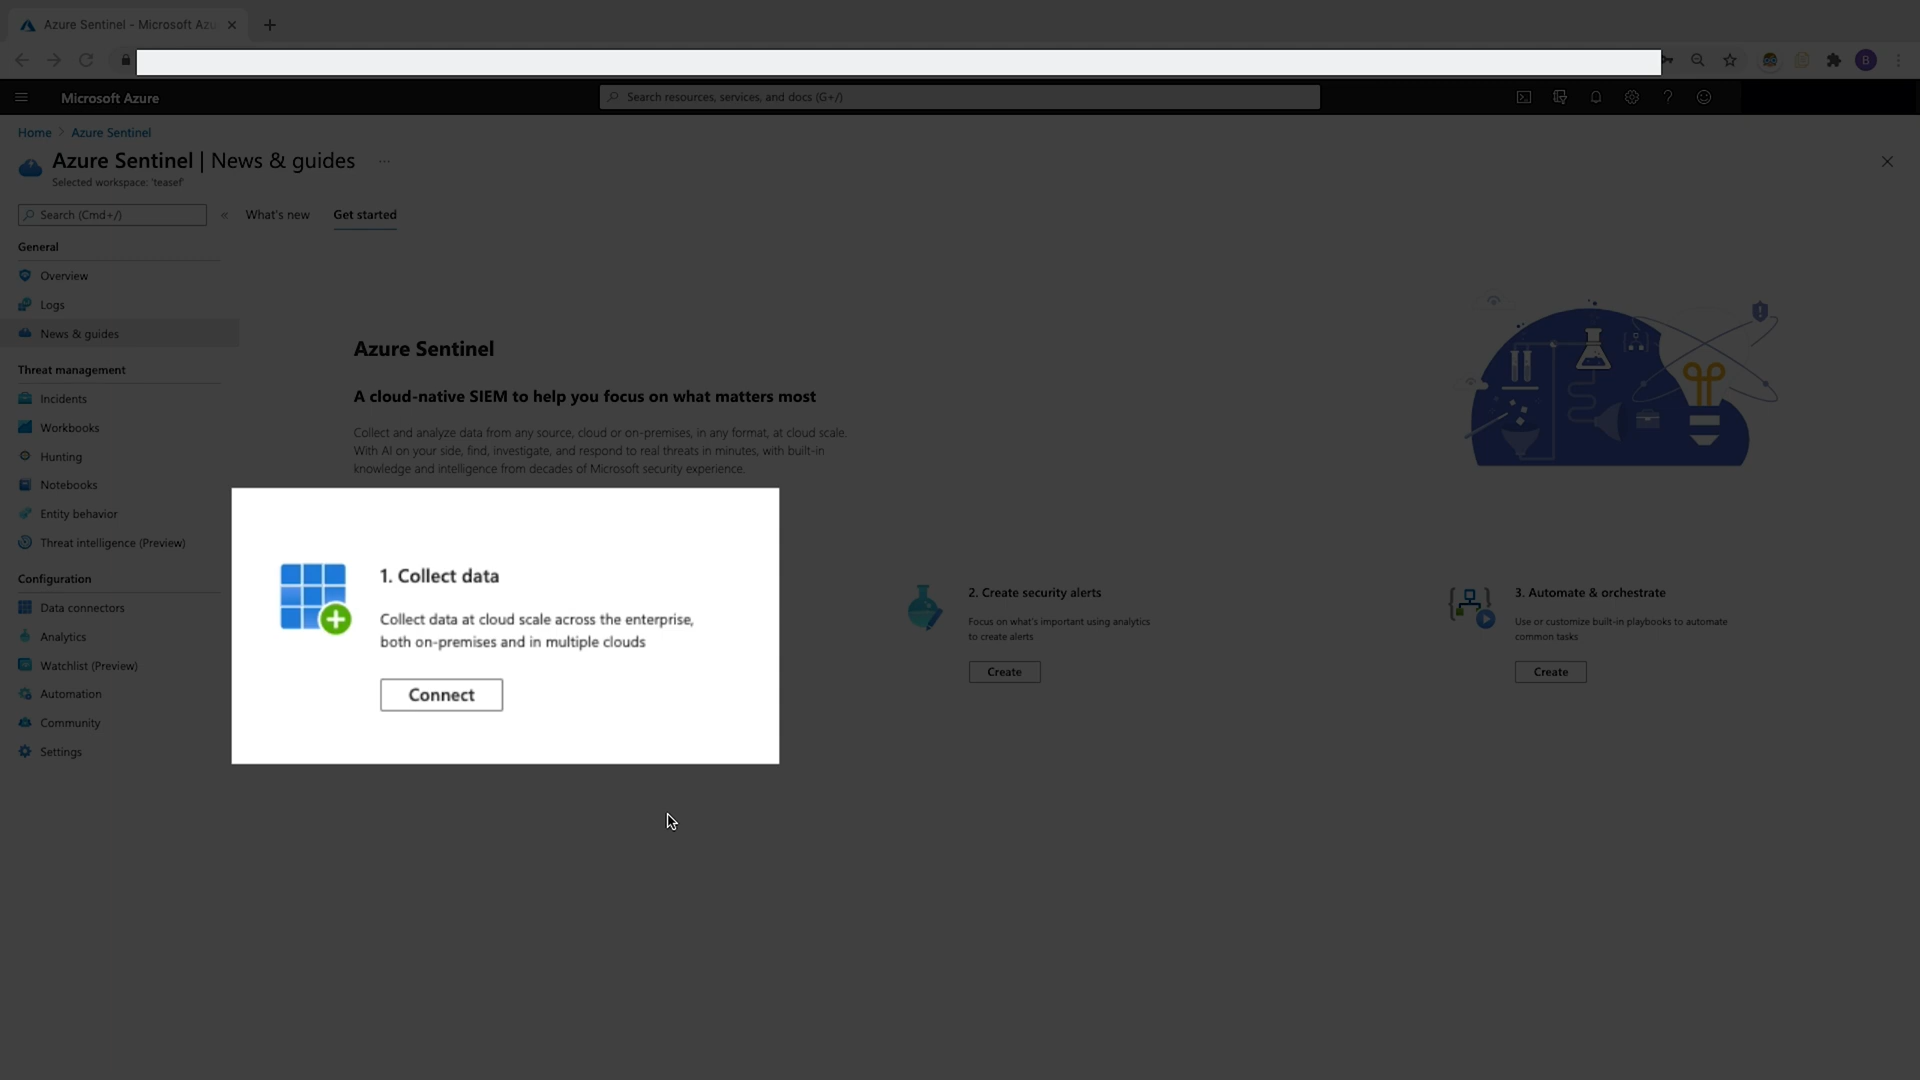 Azure Sentinel - Microsoft Azu
Microsoft Azure
Search resources, services, and docs (G+/)
B
Home > Azure Sentinel
Azure Sentinel | News & guides ...
Selected workspace: 'teasef'
Search (Cmd+/)
«
What's new
Get started
General
Overview
Logs
News & guides
Threat management
Incidents
Workbooks
Hunting
Notebooks
Entity behavior
Threat intelligence (Preview)
Configuration
Data connectors
Analytics
Watchlist (Preview)
Automation
Community
Settings
Azure Sentinel
A cloud-native SIEM to help you focus on what matters most
Collect and analyze data from any source, cloud or on-premises, in any format, at cloud scale.
With AI on your side, find, investigate, and respond to real threats in minutes, with built-in
knowledge and intelligence from decades of Microsoft security experience.
1. Collect data
Collect data at cloud scale across the enterprise,
both on-premises and in multiple clouds
Connect
2. Create security alerts
Focus on what's important using analytics
to create alerts
Create
3. Automate & orchestrate
Use or customize built-in playbooks to automate
common tasks
Create